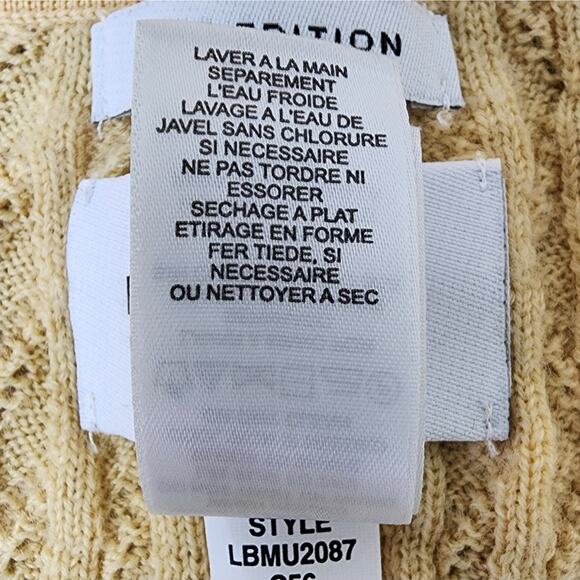 EDITION
LAVER A LA MAIN
SEPAREMENT
L'EAU FROIDE
LAVAGE A L'EAU DE
JAVEL SANS CHLORURE
SI NECESSAIRE
NE PAS TORDRE NI
ESSORER
SECHAGE A PLAT
ETIRAGE EN FORME
FER TIEDE, SI
NECESSAIRE
OU NETTOYER A SEC
STYLE
LBMU2087